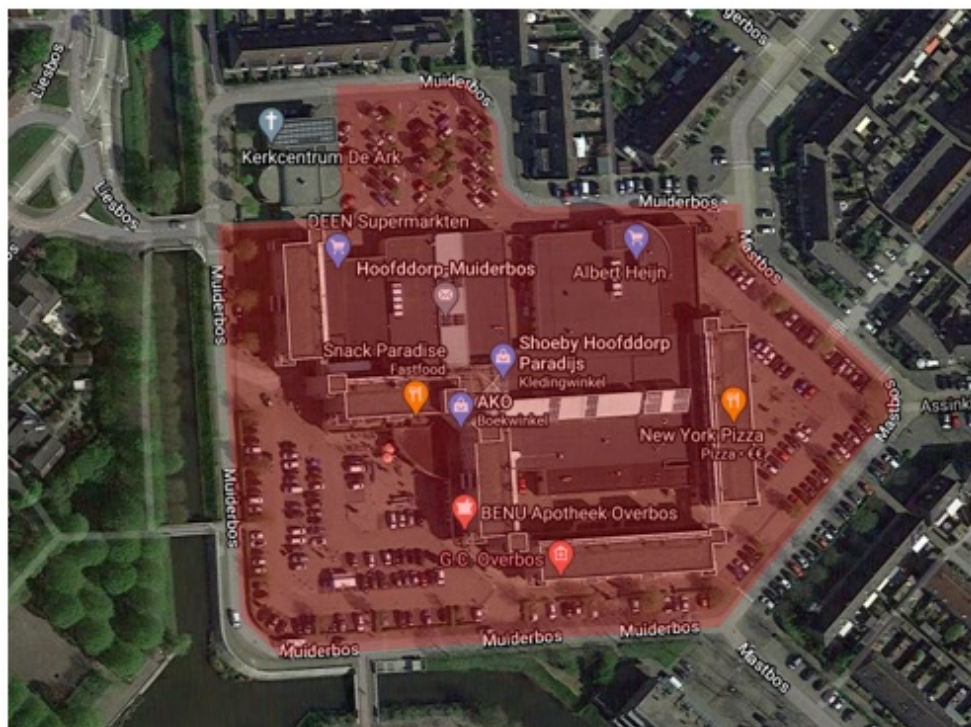 Liesbos
Muiderbos
gerbos
Kerkcentrum De Ark
Liesbos
Muiderbos
DEEN Supermarkten
Mastbos
Hoofddorp-Muiderbos
Albert Heijn
Muiderbos
Shoeby Hoofddorp
Paradijs
Kledingwinkel
Snack Paradise
Fastfood
AKO
Boekwinkel
Mastbos
Assink
New York Pizza
Pizza • €€
Muiderbos
BENU Apotheek Overbos
G.C. Overbos
Muiderbos
Muiderbos
Muiderbos
Mastbos